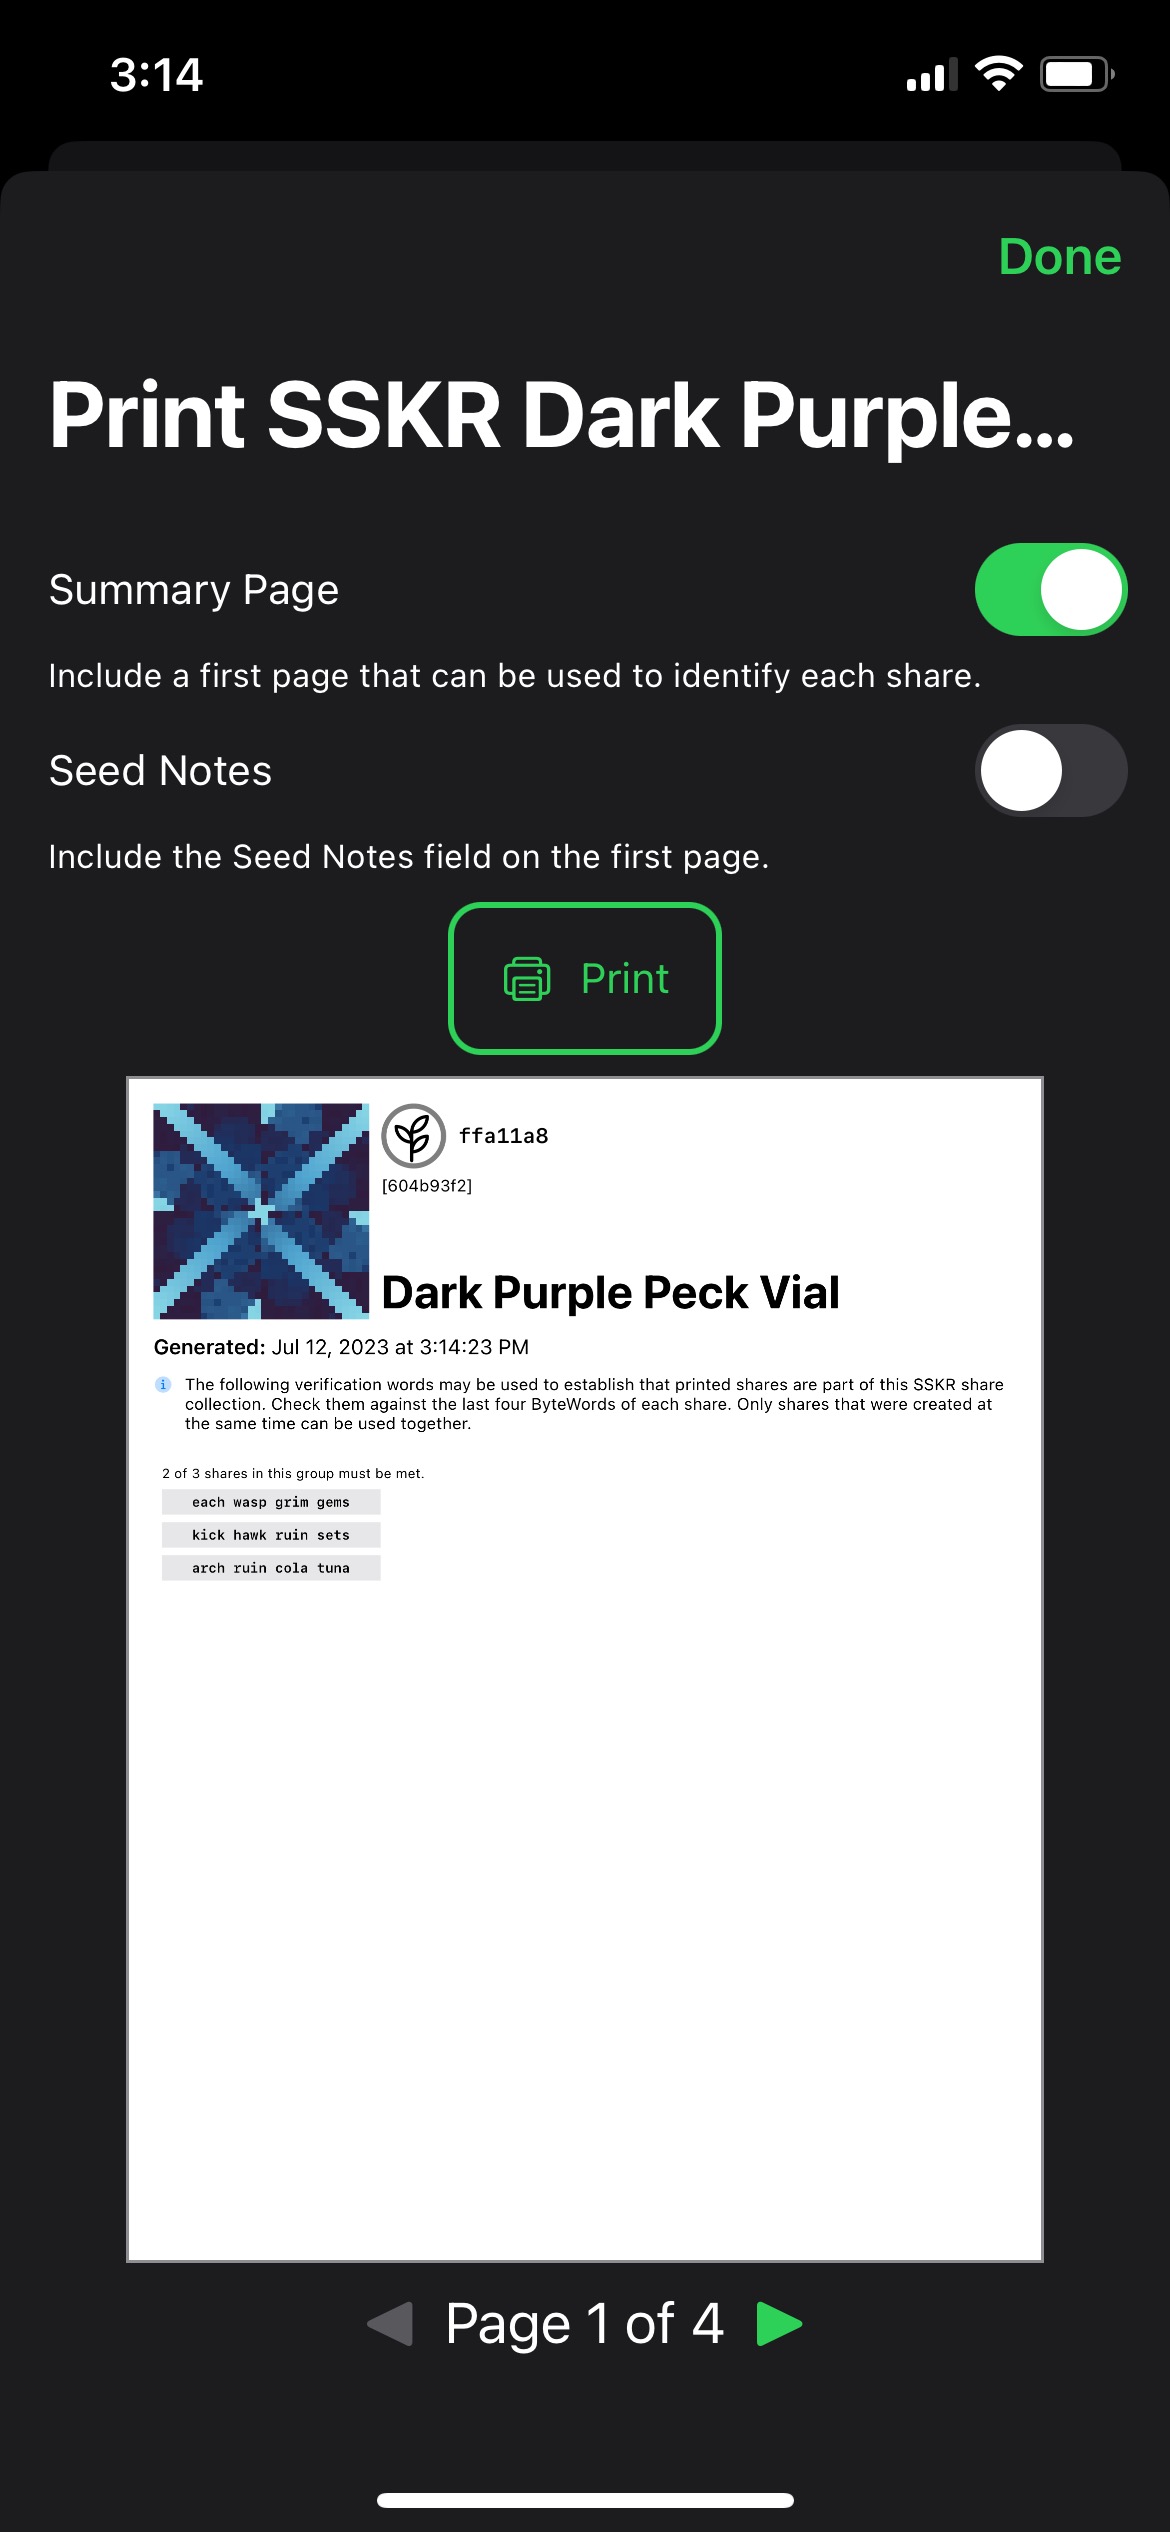 3:14
Done
Print SSKR Dark Purple...
Summary Page
Include a first page that can be used to identify each share.
Seed Notes
Include the Seed Notes field on the first page.
Print
ffa11a8
[604b93f2]
Dark Purple Peck Vial
Generated: Jul 12, 2023 at 3:14:23 PM
The following verification words may be used to establish that printed shares are part of this SSKR share
collection. Check them against the last four ByteWords of each share. Only shares that were created at
the same time can be used together.
2 of 3 shares in this group must be met.
each wasp grim gems
kick hawk ruin sets
arch ruin cola tuna
Page 1 of 4